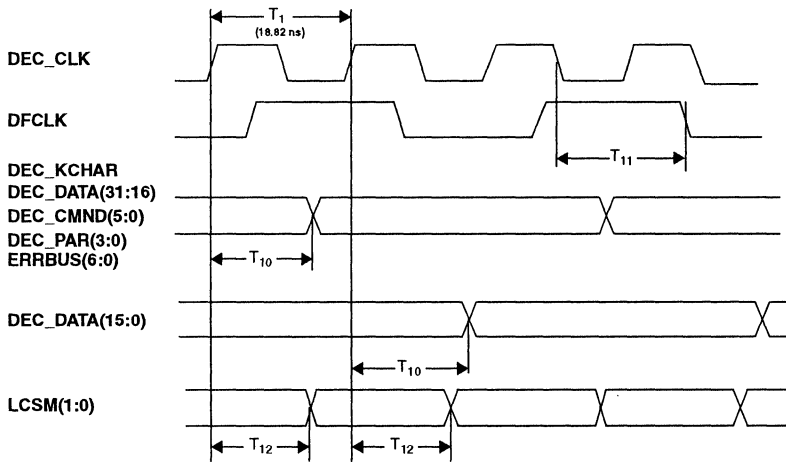 T1
(18.82 ns)
DEC_CLK
DFCLK
T11
DEC_KCHAR
DEC_DATA(31:16)
DEC_CMND(5:0)
DEC_PAR(3:0)
ERRBUS(6:0)
T10
DEC_DATA(15:0)
T10
LCSM(1:0)
T12
T12